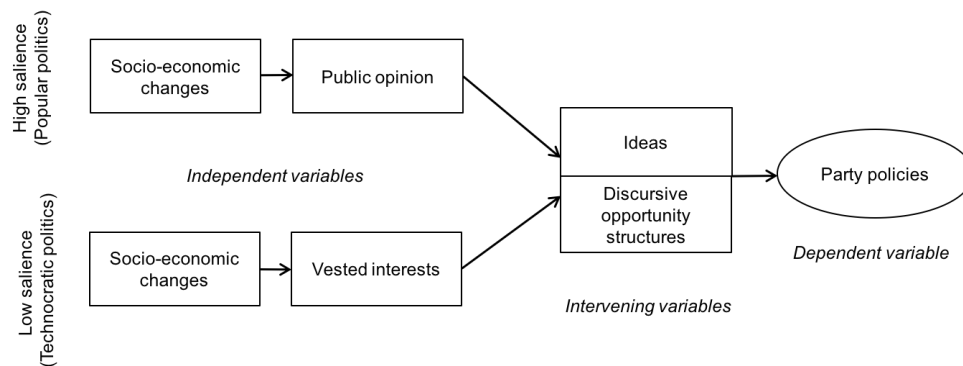 High salience
(Popular politics)
Socio-economic
changes
Public opinion
Independent variables
Ideas
Discursive
opportunity
structures
Party policies
Dependent variable
Low salience
(Technocratic politics)
Socio-economic
changes
Vested interests
Intervening variables